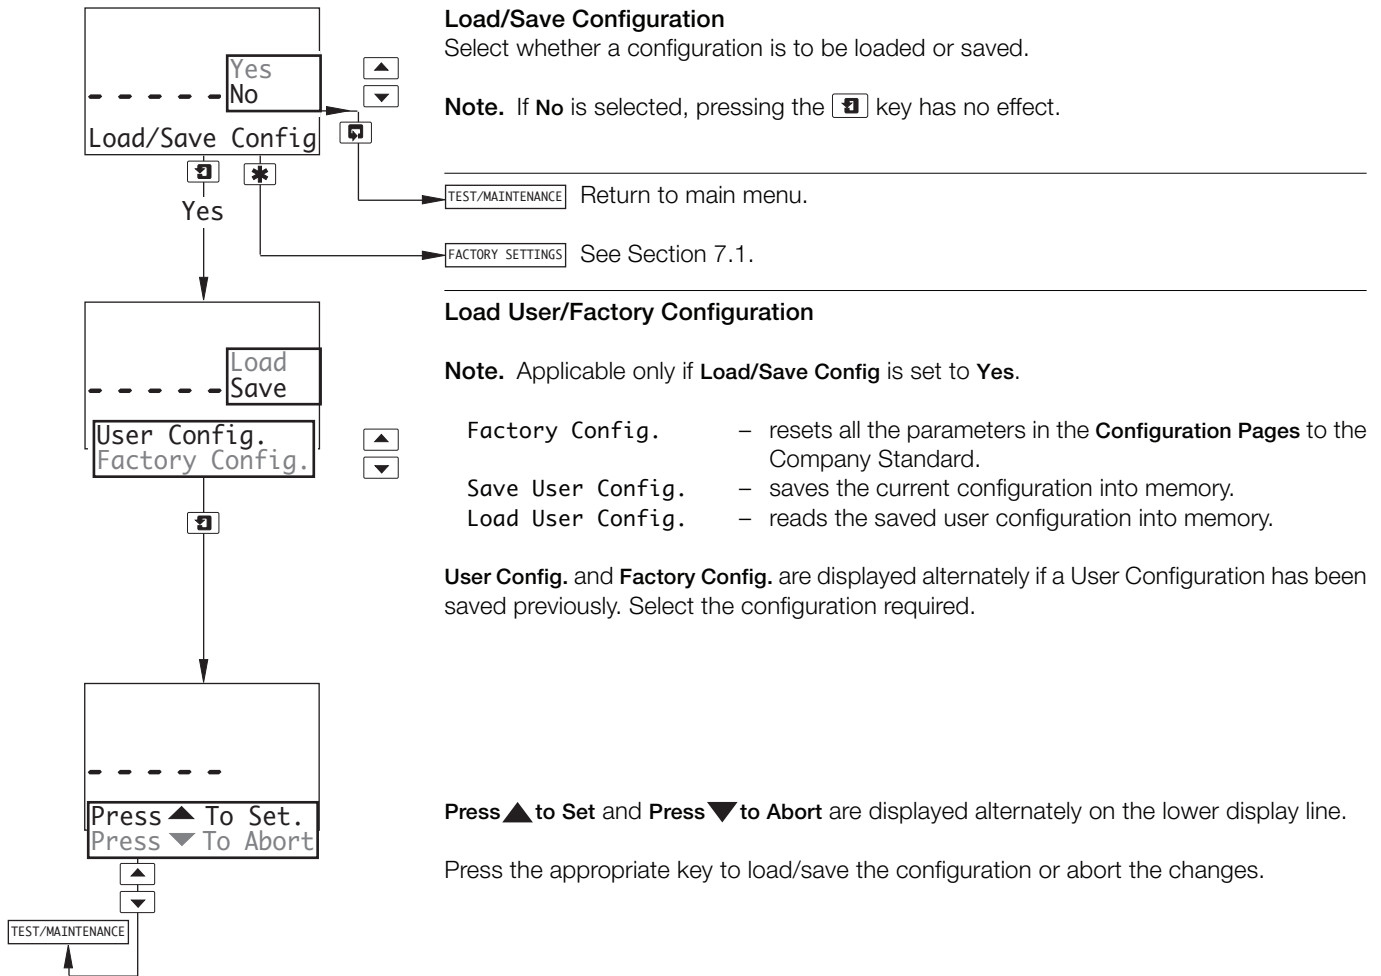 Load/Save Configuration
Select whether a configuration is to be loaded or saved.
Yes
No
Note. If No is selected, pressing the key has no effect.
Load/Save Config
Yes
TEST/MAINTENANCE Return to main menu.
FACTORY SETTINGS See Section 7.1.
Load User/Factory Configuration
Load
Save
Note. Applicable only if Load/Save Config is set to Yes.
User Config.
Factory Config.
Factory Config. – resets all the parameters in the Configuration Pages to the
Company Standard.
Save User Config. – saves the current configuration into memory.
Load User Config. – reads the saved user configuration into memory.
User Config. and Factory Config. are displayed alternately if a User Configuration has been
saved previously. Select the configuration required.
Press ▲ To Set.
Press ▼ To Abort
Press ▲ to Set and Press ▼ to Abort are displayed alternately on the lower display line.
Press the appropriate key to load/save the configuration or abort the changes.
TEST/MAINTENANCE